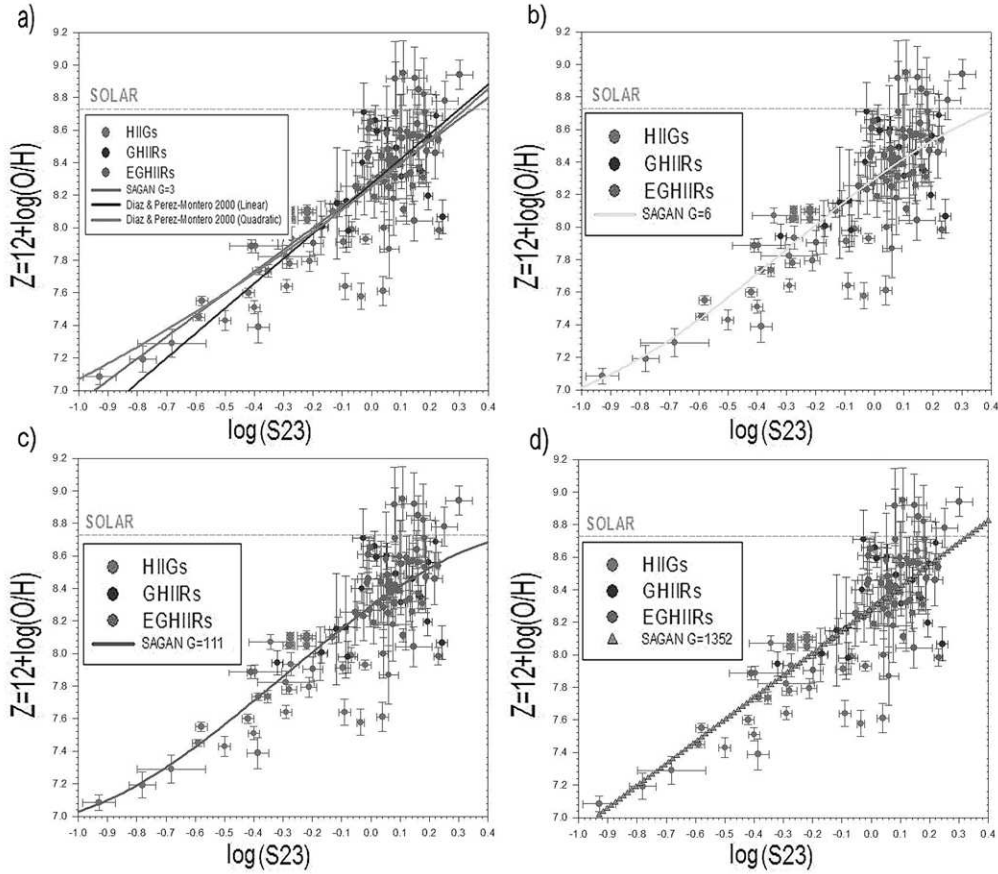 a)
9.2
9.0
8.8
8.6
8.4
8.2
8.0
7.8
7.6
7.4
7.2
7.0
Z=12+log(O/H)
SOLAR
HIIGs
GHIIRs
EGHIIRs
SAGAN G=3
Diaz & Perez-Montero 2000 (Linear)
Diaz & Perez-Montero 2000 (Quadratic)
-1.0 -0.9 -0.8 -0.7 -0.6 -0.5 -0.4 -0.3 -0.2 -0.1 0.0 0.1 0.2 0.3 0.4
log(S23)
b)
9.2
9.0
8.8
8.6
8.4
8.2
8.0
7.8
7.6
7.4
7.2
7.0
Z=12+log(O/H)
SOLAR
HIIGs
GHIIRs
EGHIIRs
SAGAN G=6
-1.0 -0.9 -0.8 -0.7 -0.6 -0.5 -0.4 -0.3 -0.2 -0.1 0.0 0.1 0.2 0.3 0.4
log(S23)
c)
9.2
9.0
8.8
8.6
8.4
8.2
8.0
7.8
7.6
7.4
7.2
7.0
Z=12+log(O/H)
SOLAR
HIIGs
GHIIRs
EGHIIRs
SAGAN G=111
-1.0 -0.9 -0.8 -0.7 -0.6 -0.5 -0.4 -0.3 -0.2 -0.1 0.0 0.1 0.2 0.3 0.4
log(S23)
d)
9.2
9.0
8.8
8.6
8.4
8.2
8.0
7.8
7.6
7.4
7.2
7.0
Z=12+log(O/H)
SOLAR
HIIGs
GHIIRs
EGHIIRs
SAGAN G=1352
-1.0 -0.9 -0.8 -0.7 -0.6 -0.5 -0.4 -0.3 -0.2 -0.1 0.0 0.1 0.2 0.3 0.4
log(S23)